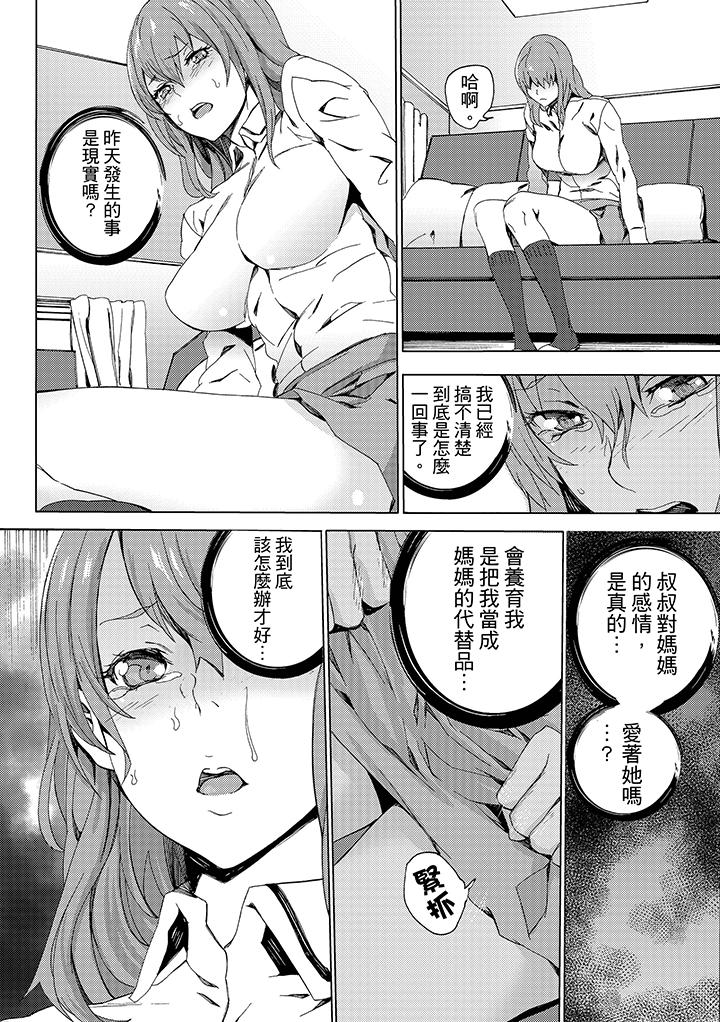 哈啊。
昨天發生的事
是現實嗎？
我已經
搞不清楚
到底是怎麼
一回事了。
叔叔對媽媽
的感情，
是真的…
愛著她嗎
…？
會養育我
是把我當成
媽媽的代替品…
緊抓
我到底
該怎麼辦才好…